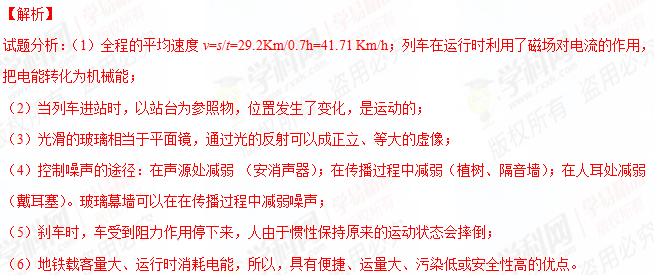 【解析】
试题分析：（1）全程的平均速度 v=s/t=29.2Km/0.7h=41.71 Km/h；列车在运行时利用了磁场对电流的作用，
把电能转化为机械能；
（2）当列车进站时，以站台为参照物，位置发生了变化，是运动的；
（3）光滑的玻璃相当于平面镜，通过光的反射可以成正立、等大的虚像；
（4）控制噪声的途径：在声源处减弱 （安消声器）；在传播过程中减弱（植树、隔音墙）；在人耳处减弱
（戴耳塞）。玻璃幕墙可以在在传播过程中减弱噪声；
（5）刹车时，车受到阻力作用停下来，人由于惯性保持原来的运动状态会摔倒；
（6）地铁载客量大、运行时消耗电能，所以，具有便捷、运量大、污染低或安全性高的优点。